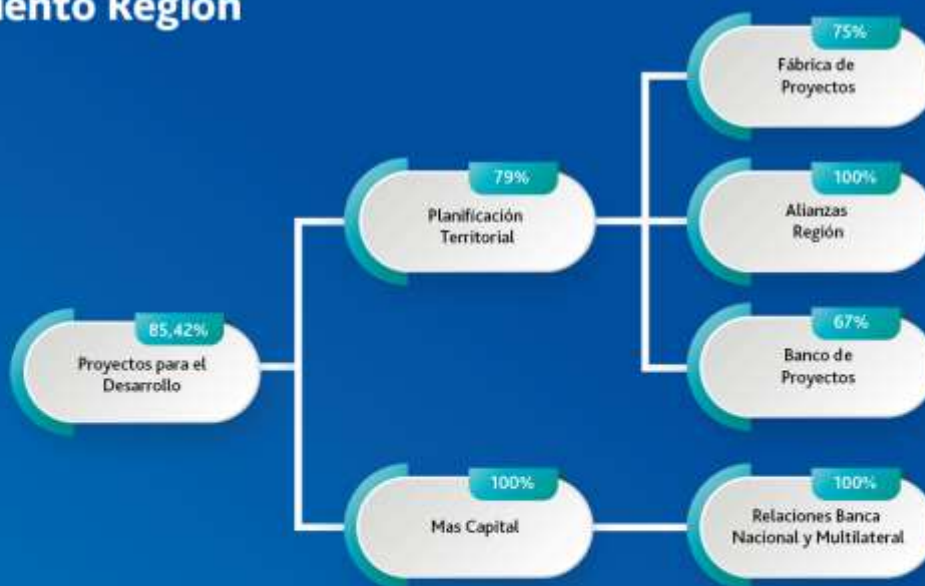 Región
75%
Fábrica de
Proyectos
79%
Planificación
Territorial
100%
Alianzas
Región
85,42%
Proyectos para el
Desarrollo
67%
Banco de
Proyectos
100%
Mas Capital
100%
Relaciones Banca
Nacional y Multilateral